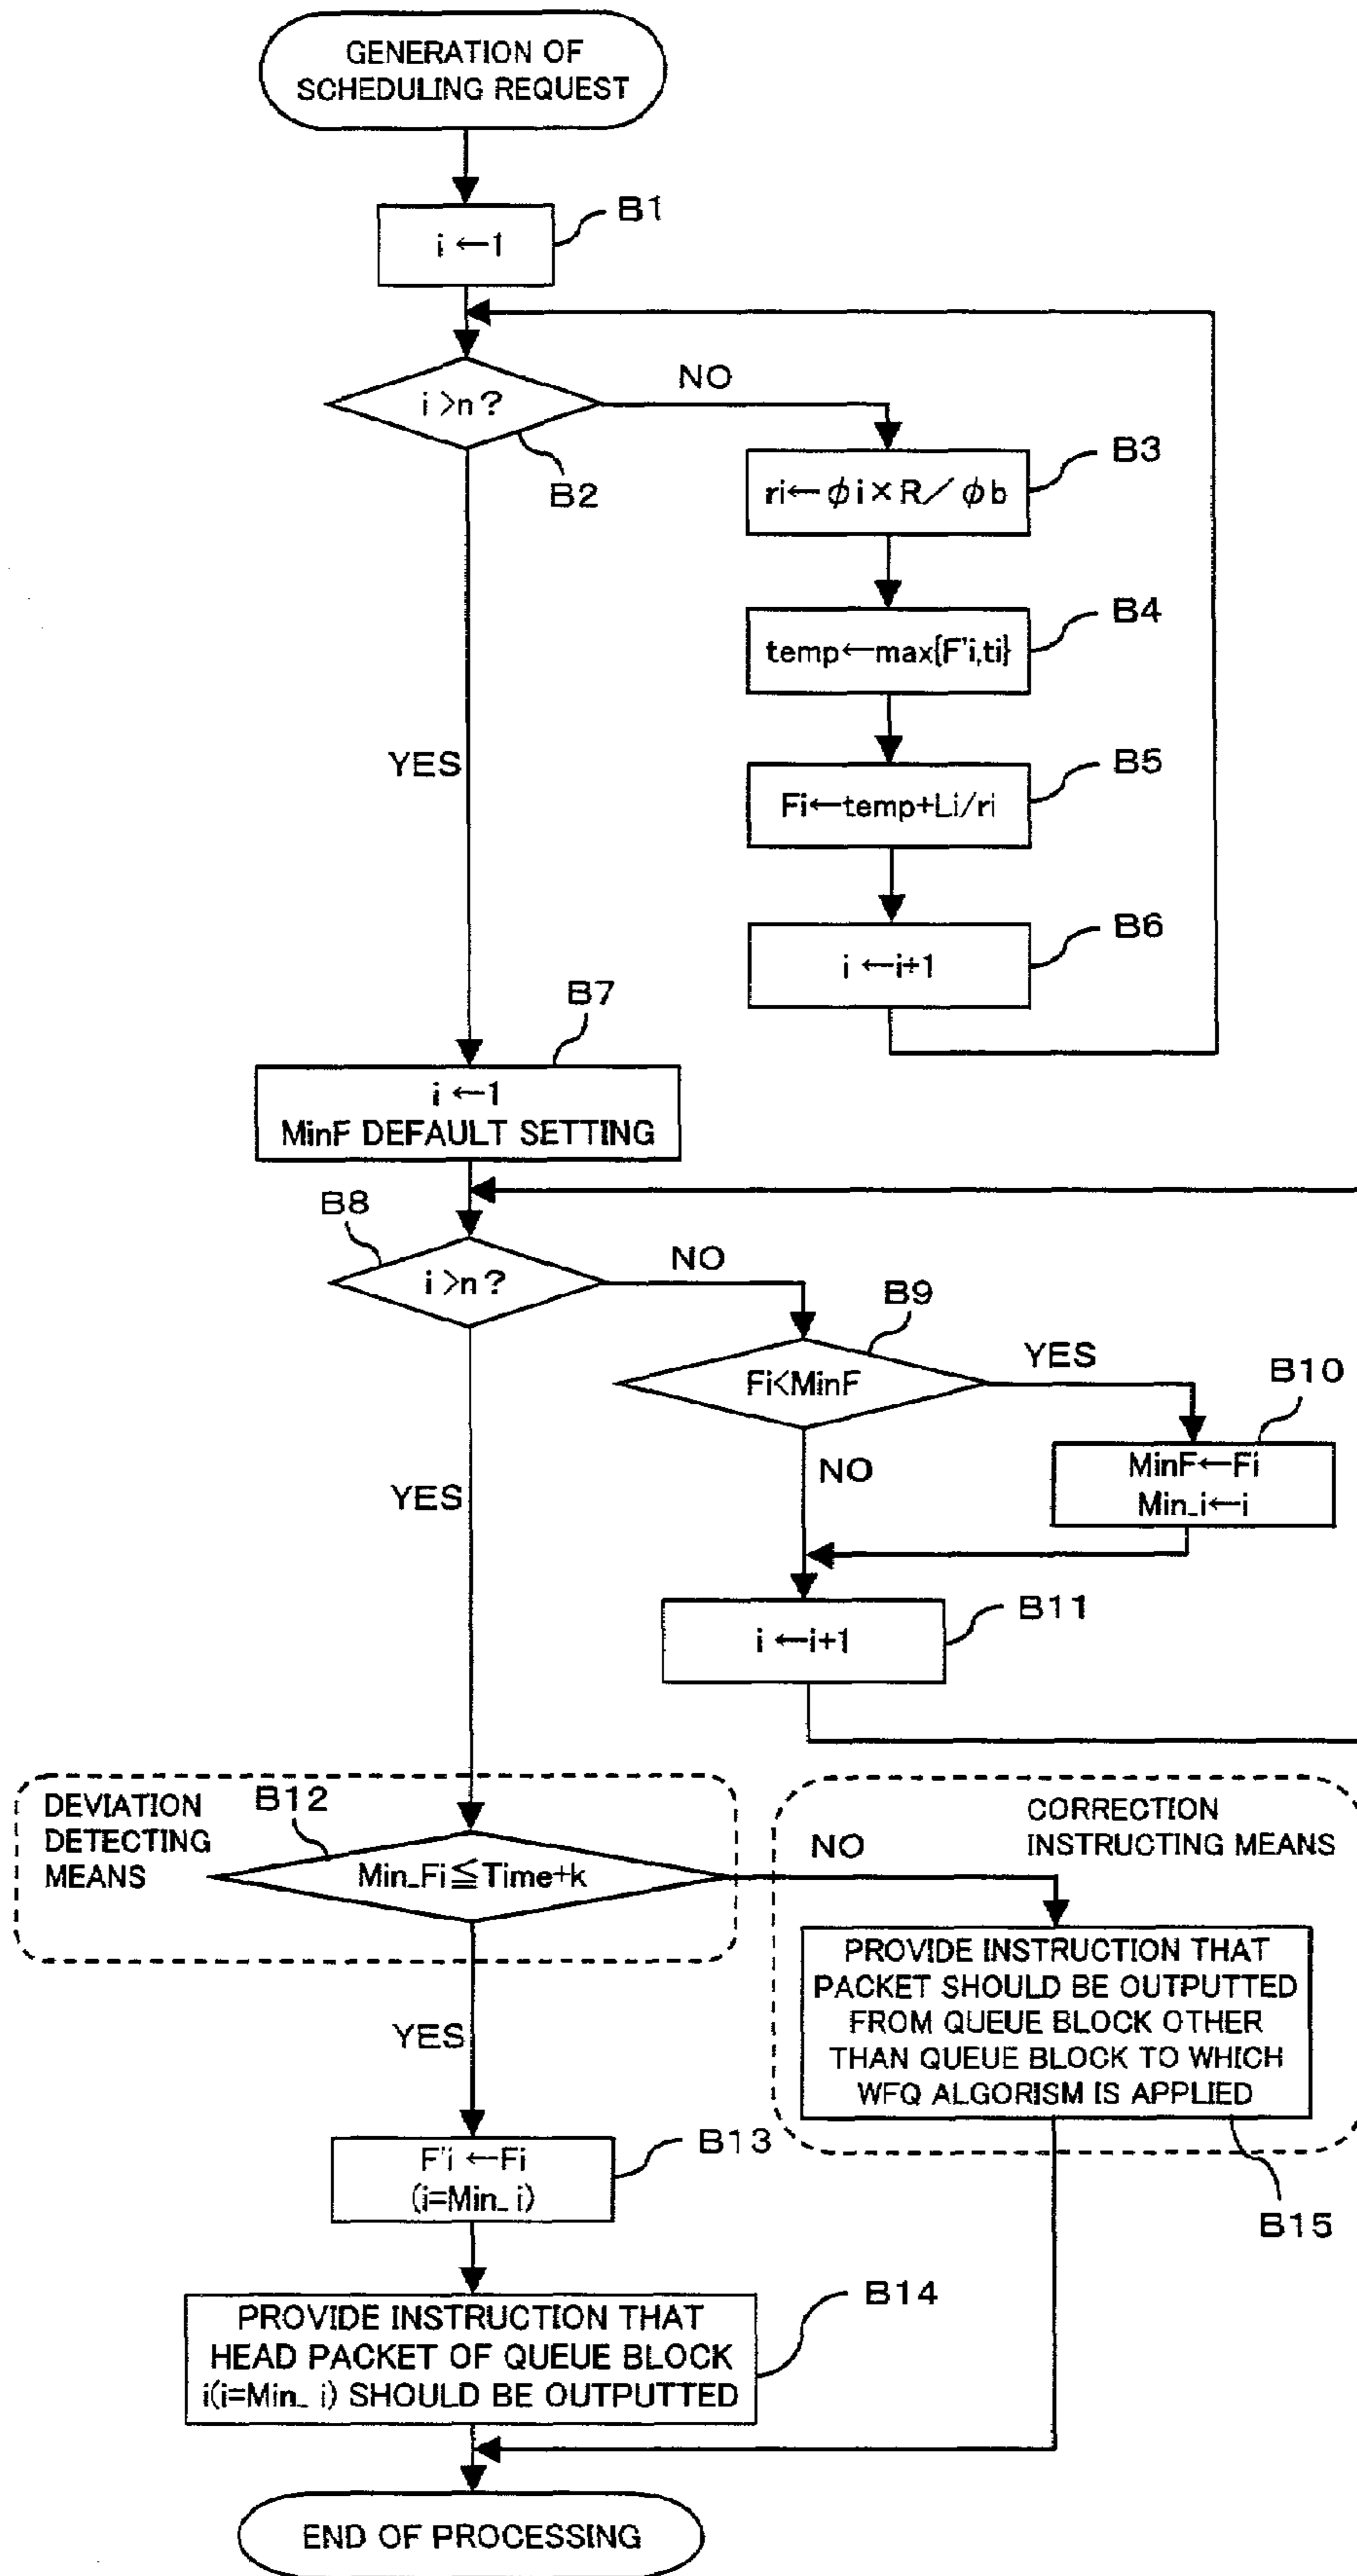 GENERATION OF
SCHEDULING REQUEST
B1
i ←1
i >n ?
NO
B2
B3
ri← ϕ i × R ／ ϕ b
B4
temp←max{F'i,ti}
YES
B5
Fi←temp+Li/ri
B6
i ←i+1
B7
i ←1
MinF DEFAULT SETTING
B8
i >n ?
NO
B9
Fi<MinF
YES
B10
MinF←Fi
Min_i←i
NO
YES
B11
i ←i+1
DEVIATION
DETECTING
MEANS
B12
Min_Fi≦Time+k
NO
CORRECTION
INSTRUCTING MEANS
PROVIDE INSTRUCTION THAT
PACKET SHOULD BE OUTPUTTED
FROM QUEUE BLOCK OTHER
THAN QUEUE BLOCK TO WHICH
WFQ ALGORISM IS APPLIED
YES
B13
F'i ←Fi
(i=Min_ i)
B15
B14
PROVIDE INSTRUCTION THAT
HEAD PACKET OF QUEUE BLOCK
i(i=Min_ i) SHOULD BE OUTPUTTED
END OF PROCESSING